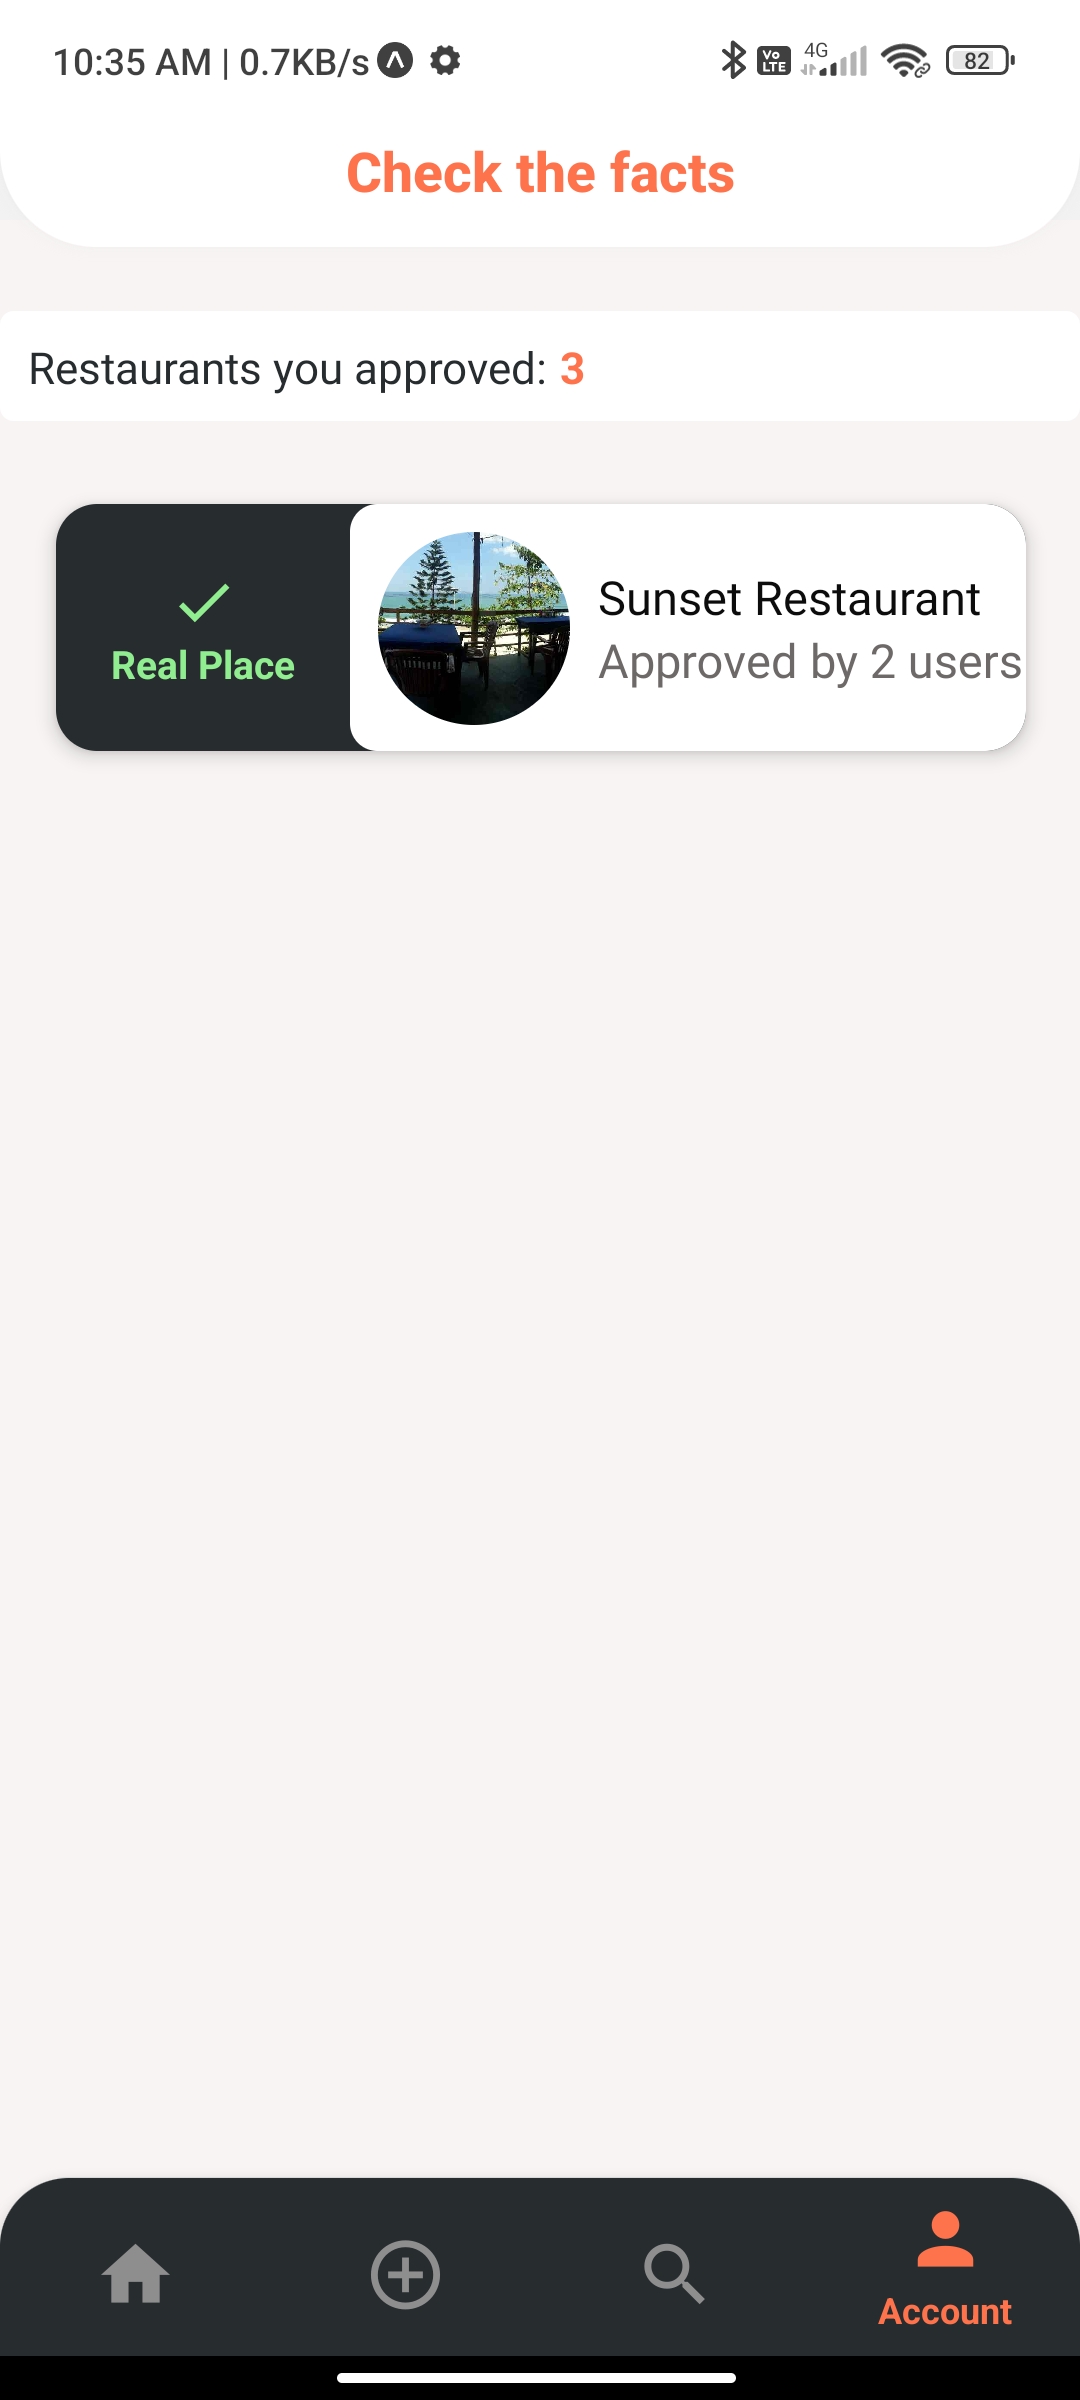 10:35 AM | 0.7KB/s
Vo LTE 4G 82
Check the facts
Restaurants you approved: 3
Real Place
Sunset Restaurant
Approved by 2 users
Account